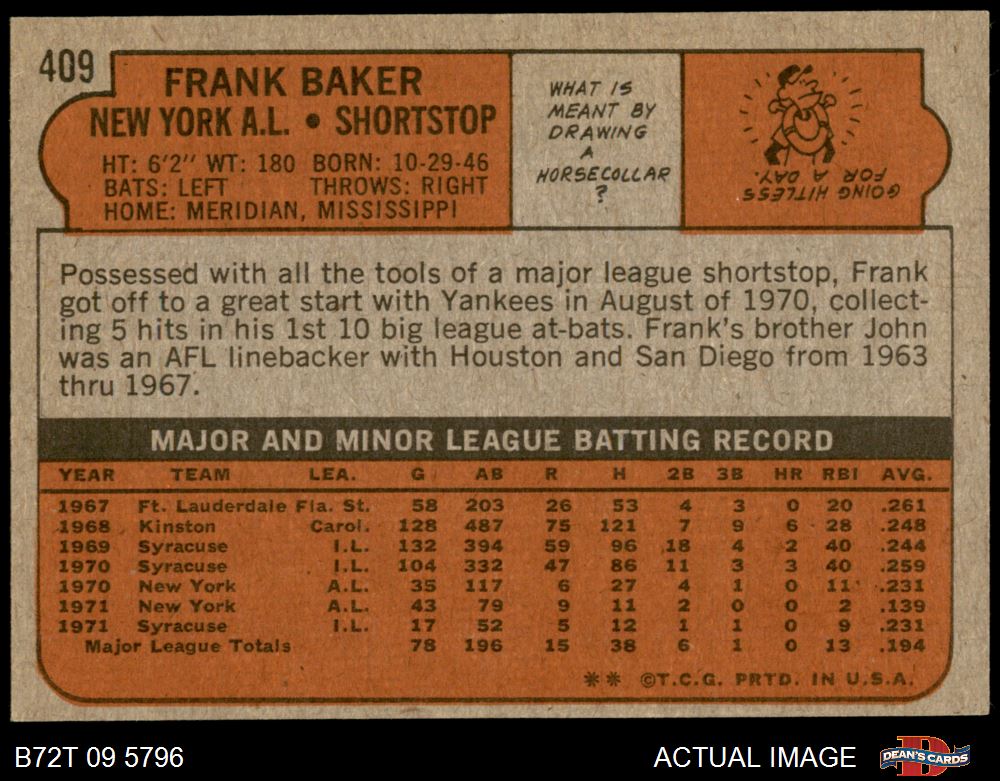 409
FRANK BAKER
NEW YORK A.L. • SHORTSTOP
HT: 6'2" WT: 180 BORN: 10-29-46
BATS: LEFT THROWS: RIGHT
HOME: MERIDIAN, MISSISSIPPI
WHAT IS
MEANT BY
DRAWING
A
HORSECOLLAR
?
GOING HITLESS
FOR A DAY.
Possessed with all the tools of a major league shortstop, Frank
got off to a great start with Yankees in August of 1970, collect-
ing 5 hits in his 1st 10 big league at-bats. Frank's brother John
was an AFL linebacker with Houston and San Diego from 1963
thru 1967.
MAJOR AND MINOR LEAGUE BATTING RECORD
YEAR TEAM LEA. G AB R H 2B 3B HR RBI AVG.
1967 Ft. Lauderdale Fla. St. 58 203 26 53 4 3 0 20 .261
1968 Kinston Carol. 128 487 75 121 7 9 6 28 .248
1969 Syracuse I.L. 132 394 59 96 18 4 2 40 .244
1970 Syracuse I.L. 104 332 47 86 11 3 3 40 .259
1970 New York A.L. 35 117 6 27 4 1 0 11 .231
1971 New York A.L. 43 79 9 11 2 0 0 2 .139
1971 Syracuse I.L. 17 52 5 12 1 1 0 9 .231
Major League Totals 78 196 15 38 6 1 0 13 .194
** ©T.C.G. PRTD. IN U.S.A.
B72T 09 5796
ACTUAL IMAGE
DEAN'S CARDS